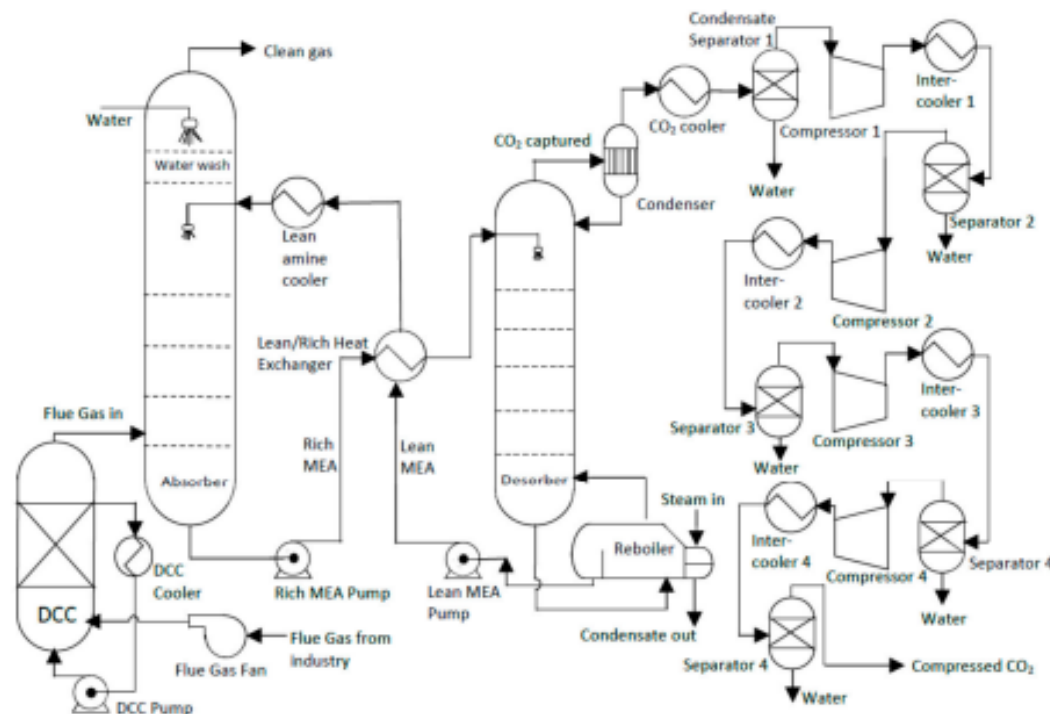 Clean gas
Water
Water wash
Lean
amine
cooler
Lean/Rich Heat
Exchanger
Flue Gas in
Rich
MEA
Lean
MEA
Absorber
DCC
Cooler
DCC
Flue Gas from
industry
Flue Gas Fan
DCC Pump
Rich MEA Pump
Lean MEA
Pump
CO₂ captured
Condenser
Desorber
Steam in
Reboiler
Condensate out
CO₂ cooler
Condensate
Separator 1
Water
Compressor 1
Inter-
cooler 1
Separator 2
Water
Compressor 2
Inter-
cooler 2
Separator 3
Water
Compressor 3
Inter-
cooler 3
Separator 4
Water
Compressor 4
Inter-
cooler 4
Separator 4
Water
Compressed CO₂